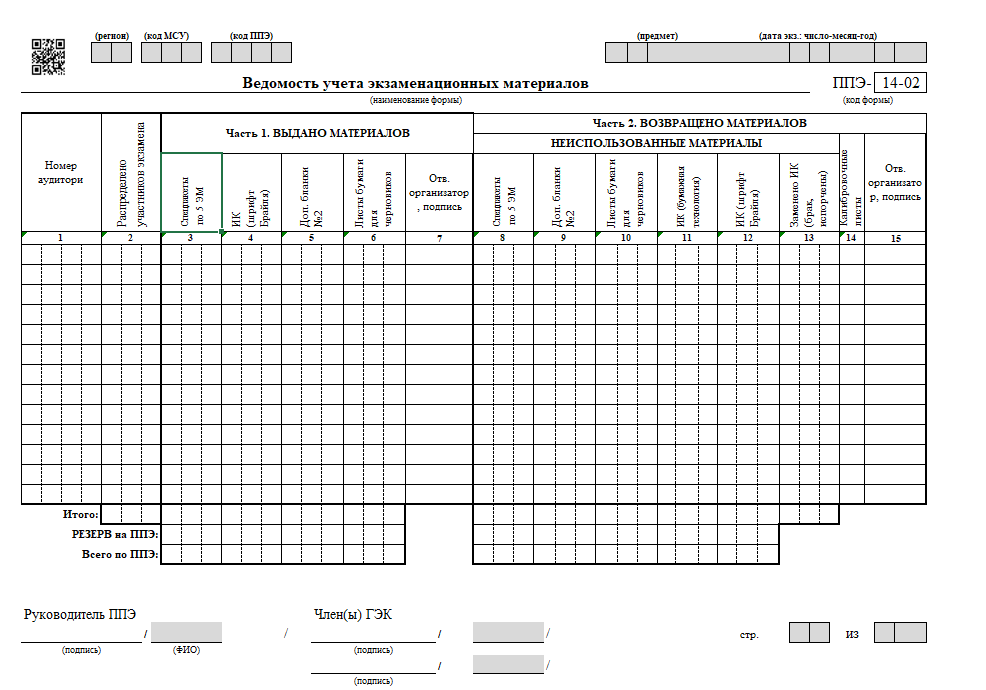 (регион) (код МСУ) (код ППЭ) (предмет) (дата экз.: число-месяц-год)
Ведомость учета экзаменационных материалов ППЭ- 14-02
(наименование формы) (код формы)
Номер
аудитори
Распределено
участников экзамена
Часть 1. ВЫДАНО МАТЕРИАЛОВ
Спецпакеты
по 5 ЭМ
ИК
(шрифт
Брайля)
Доп. бланки
№2
Листы бумаги
для
черновиков
Отв.
организатор
, подпись
Часть 2. ВОЗВРАЩЕНО МАТЕРИАЛОВ
НЕИСПОЛЬЗОВАННЫЕ МАТЕРИАЛЫ
Спецпакеты
по 5 ЭМ
Доп. бланки
№2
Листы бумаги
для
черновиков
ИК (бумажная
технология)
ИК (шрифт
Брайля)
Заменено ИК
(брак,
испорчены)
Калибровочные
листы
Отв.
организато
р, подпись
1 2 3 4 5 6 7 8 9 10 11 12 13 14 15
Итого:
РЕЗЕРВ на ППЭ:
Всего по ППЭ:
Руководитель ППЭ Член(ы) ГЭК
/ / / / стр. из
(подпись) (ФИО) (подпись)
/ /
(подпись)